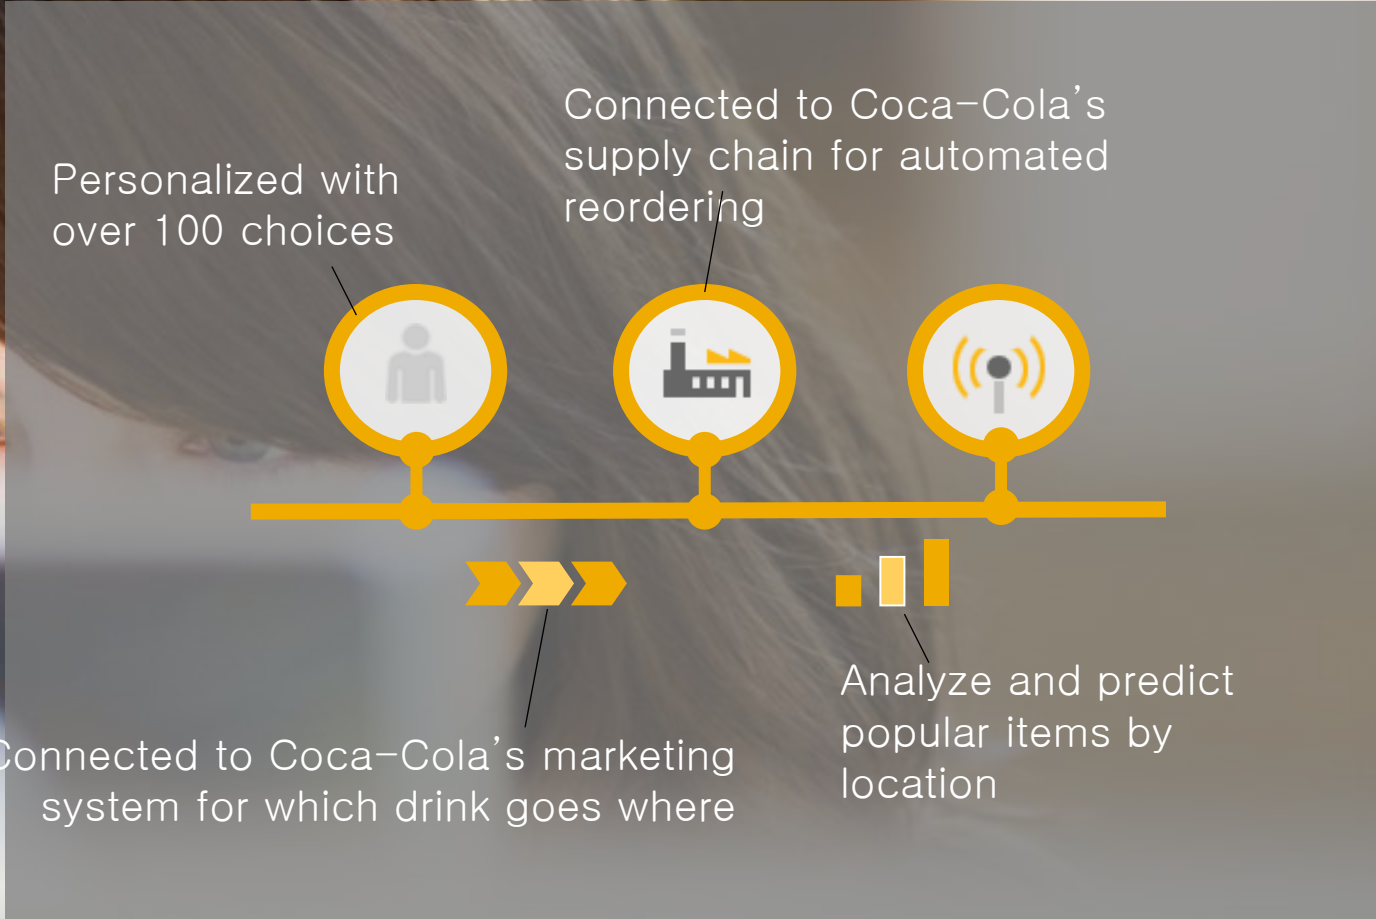 Connected to Coca-Cola's
supply chain for automated
reordering
Personalized with
over 100 choices
Analyze and predict
popular items by
location
Connected to Coca-Cola's marketing
system for which drink goes where